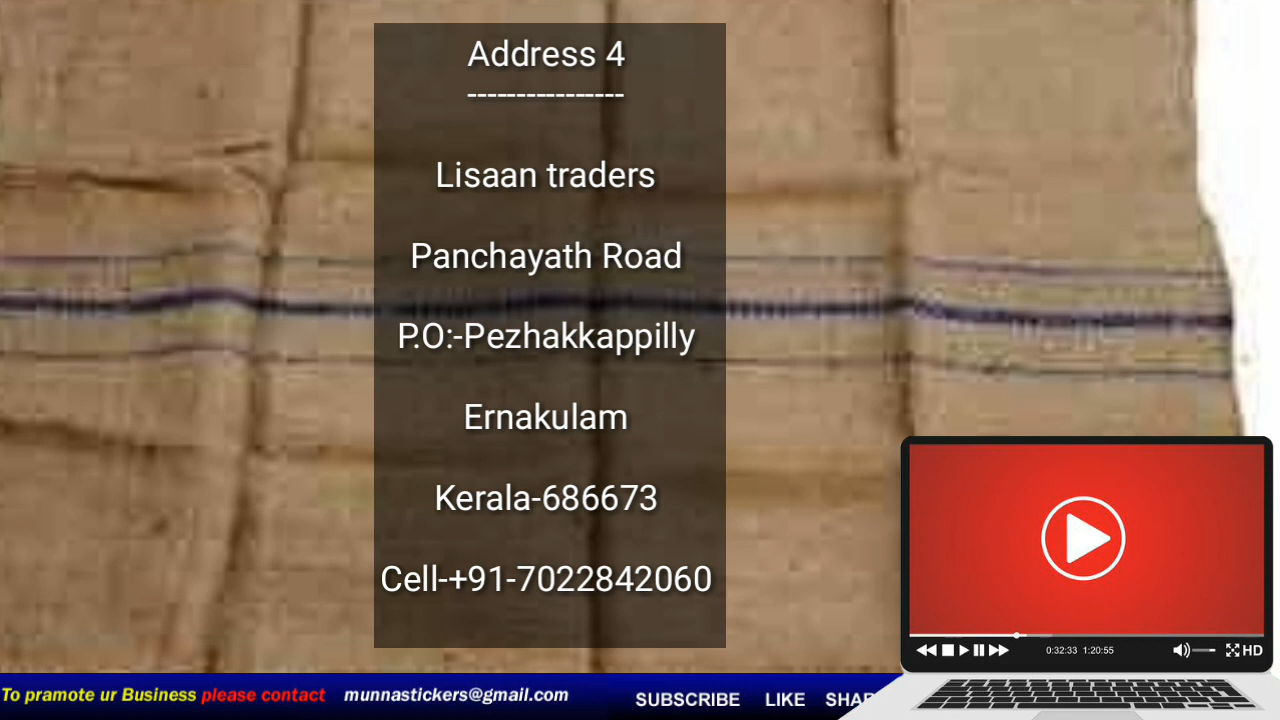 Address 4
----------------
Lisaan traders
Panchayath Road
P.O:-Pezhakkappilly
Ernakulam
Kerala-686673
Cell-+91-7022842060
0:32:33 1:20:55
HD
To pramote ur Business please contact munnastickers@gmail.com
SUBSCRIBE LIKE